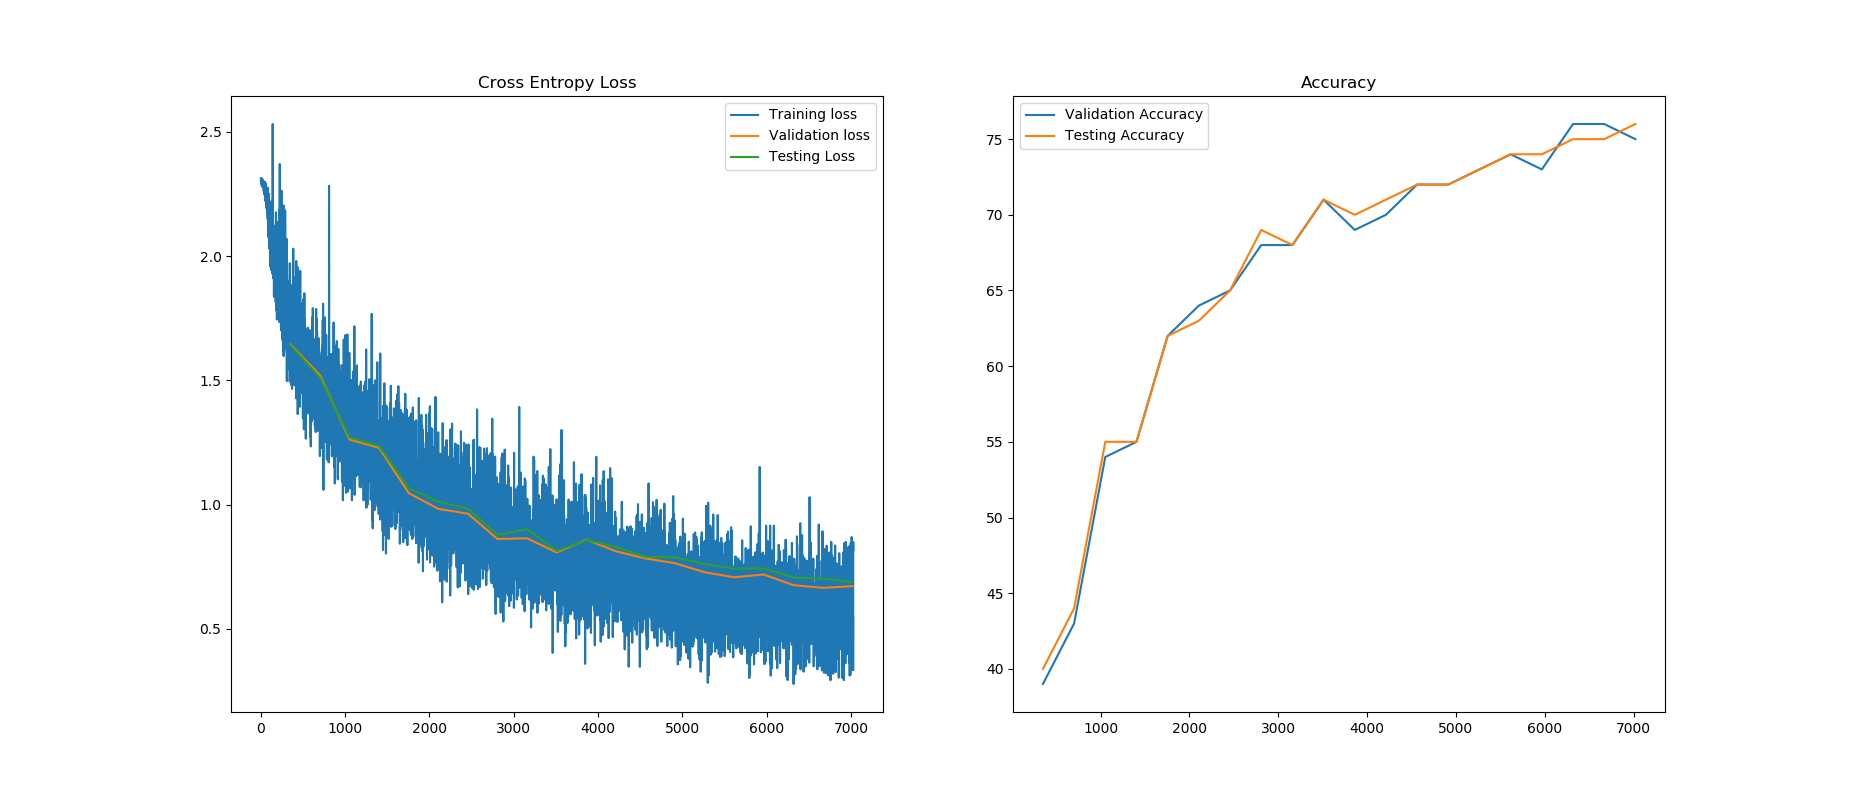 Cross Entropy Loss
Training loss
Validation loss
Testing Loss
2.5
2.0
1.5
1.0
0.5
0 1000 2000 3000 4000 5000 6000 7000
Accuracy
Validation Accuracy
Testing Accuracy
75
70
65
60
55
50
45
40
1000 2000 3000 4000 5000 6000 7000